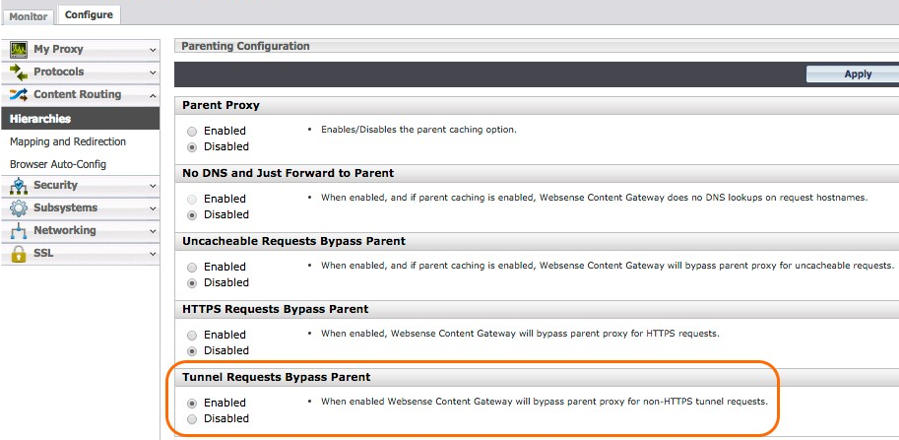 Monitor
Configure
My Proxy
Protocols
Content Routing
Hierarchies
Mapping and Redirection
Browser Auto-Config
Security
Subsystems
Networking
SSL
Parenting Configuration
Apply
Parent Proxy
Enabled • Enables/Disables the parent caching option.
Disabled
No DNS and Just Forward to Parent
Enabled • When enabled, and if parent caching is enabled, Websense Content Gateway does no DNS lookups on request hostnames.
Disabled
Uncacheable Requests Bypass Parent
Enabled • When enabled, and if parent caching is enabled, Websense Content Gateway will bypass parent proxy for uncacheable requests.
Disabled
HTTPS Requests Bypass Parent
Enabled • When enabled, Websense Content Gateway will bypass parent proxy for HTTPS requests.
Disabled
Tunnel Requests Bypass Parent
Enabled • When enabled Websense Content Gateway will bypass parent proxy for non-HTTPS tunnel requests.
Disabled